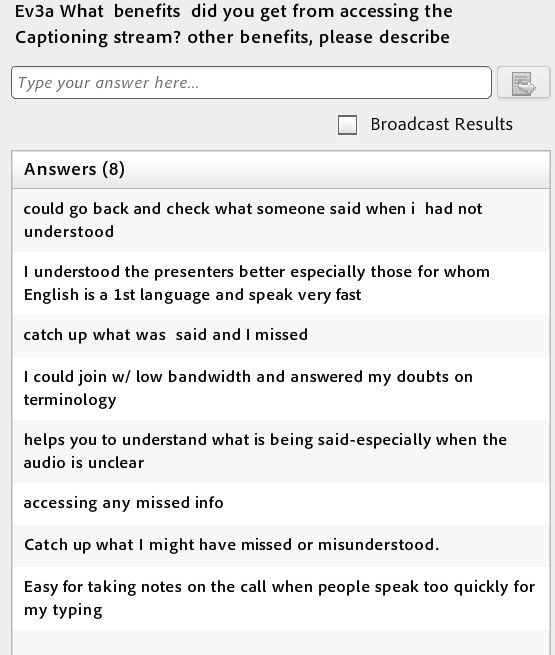 Ev3a What  benefits  did you get from accessing the
Captioning stream? other benefits, please describe
Type your answer here...
Broadcast Results
Answers (8)
could go back and check what someone said when i  had not
understood
I understood the presenters better especially those for whom
English is a 1st language and speak very fast
catch up what was  said and I missed
I could join w/ low bandwidth and answered my doubts on
terminology
helps you to understand what is being said-especially when the
audio is unclear
accessing any missed info
Catch up what I might have missed or misunderstood.
Easy for taking notes on the call when people speak too quickly for
my typing